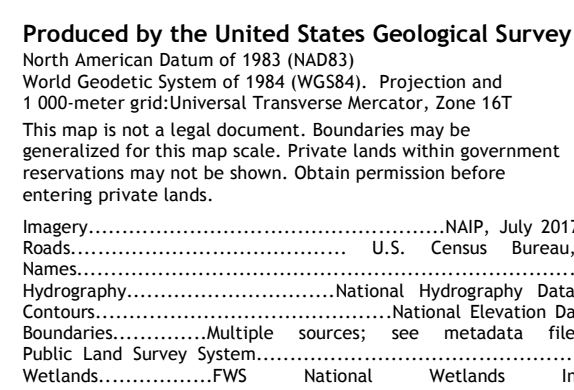 Produced by the United States Geological Survey
North American Datum of 1983 (NAD83)
World Geodetic System of 1984 (WGS84).  Projection and
1 000-meter grid:Universal Transverse Mercator, Zone 16T
This map is not a legal document. Boundaries may be
generalized for this map scale. Private lands within government
reservations may not be shown. Obtain permission before
entering private lands.
Imagery.....................................................NAIP, July 2017
Roads......................................... U.S. Census Bureau,
Names............................................................................
Hydrography...............................National Hydrography Data
Contours............................................National Elevation Da
Boundaries..............Multiple sources; see metadata file
Public Land Survey System................................................
Wetlands.................FWS National Wetlands In